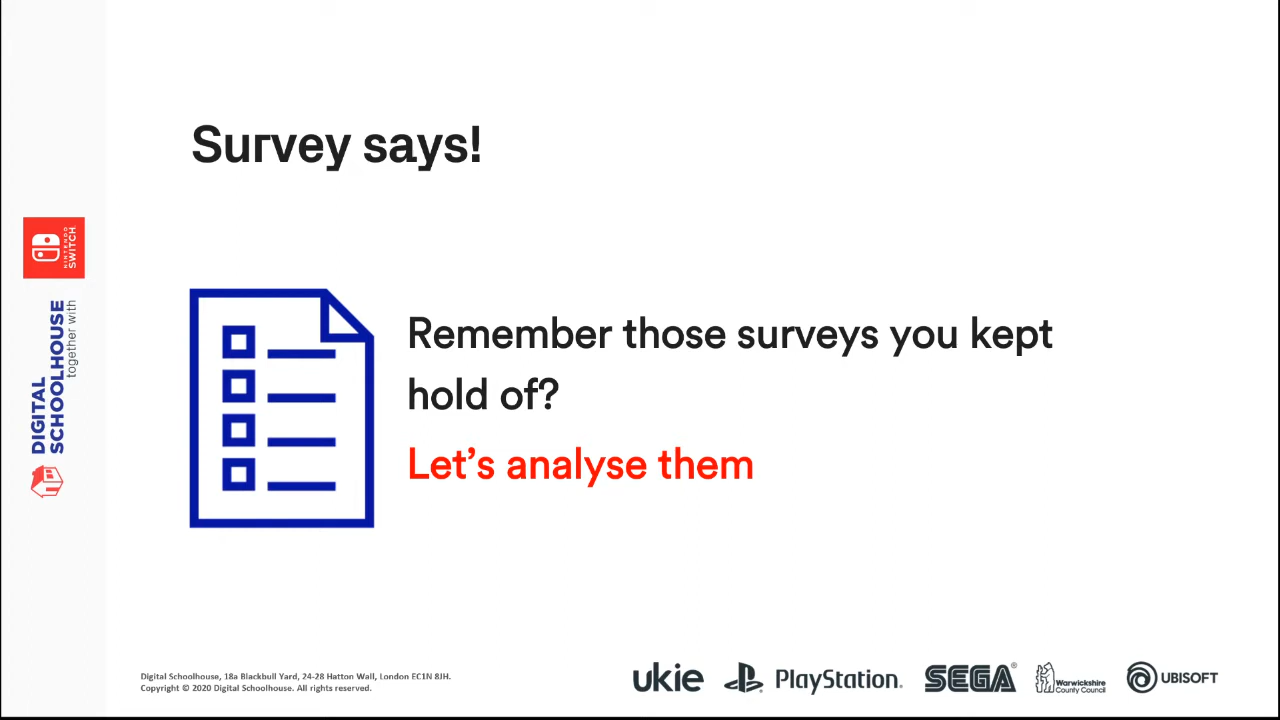 Survey says!
NINTENDO
SWITCH
DIGITAL
SCHOOLHOUSE
together with
Remember those surveys you kept
hold of?
Let's analyse them
Digital Schoolhouse, 18a Blackbull Yard, 24-28 Hatton Wall, London EC1N 8JH.
Copyright © 2020 Digital Schoolhouse. All rights reserved.
ukie
PlayStation.
SEGA®
Warwickshire
County Council
UBISOFT